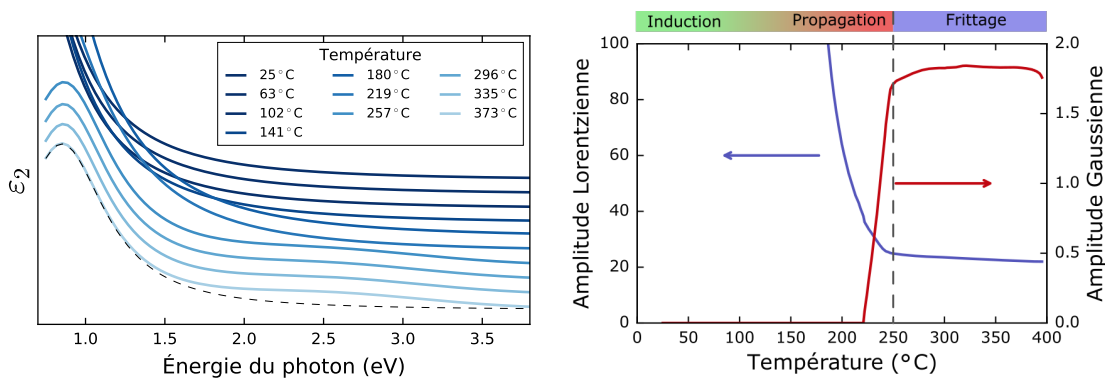 Température
25°C
63°C
102°C
141°C
180°C
219°C
257°C
296°C
335°C
373°C
ε2
1.0 1.5 2.0 2.5 3.0 3.5
Énergie du photon (eV)
Induction Propagation Frittage
Amplitude Lorentzienne
100
80
60
40
20
0
2.0
1.5
1.0
0.5
0.0
Amplitude Gaussienne
0 50 100 150 200 250 300 350 400
Température (°C)